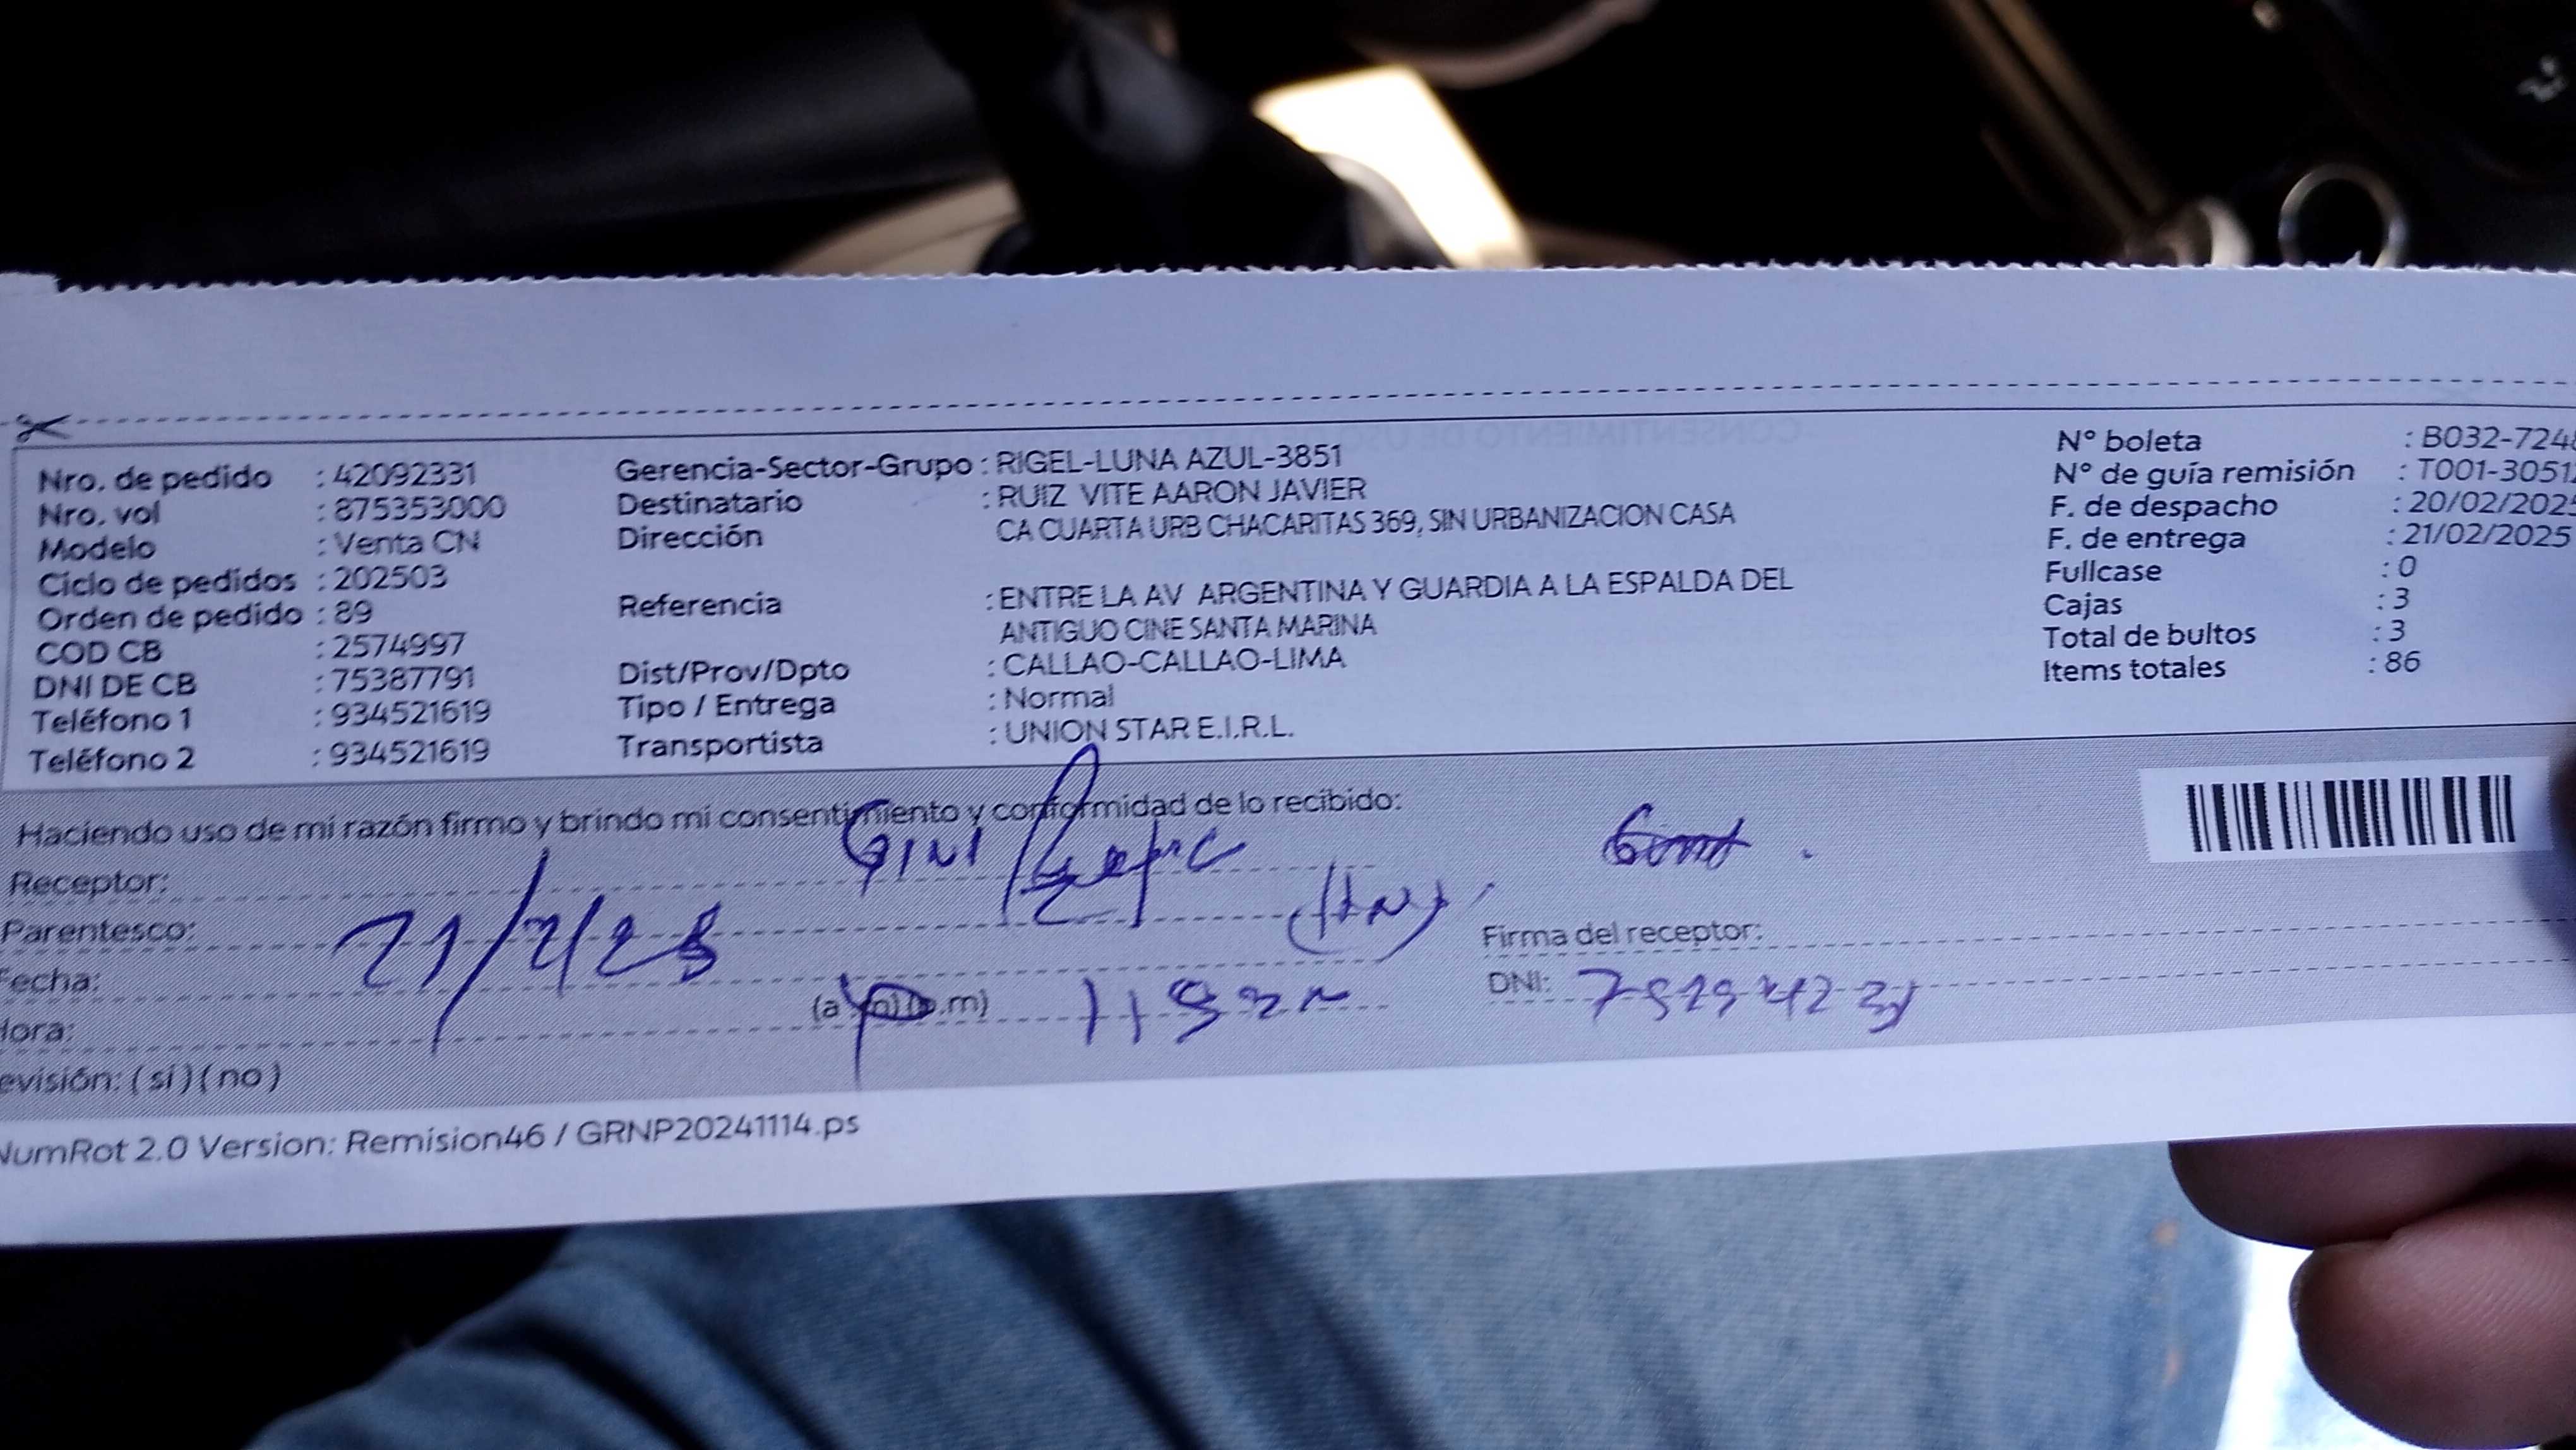 Nro. de pedido : 42092331
Nro. vol : 875353000
Modelo : Venta CN
Ciclo de pedidos : 202503
Orden de pedido : 89
COD CB : 2574997
DNI DE CB : 75387791
Teléfono 1 : 934521619
Teléfono 2 : 934521619
Gerencia-Sector-Grupo : RIGEL-LUNA AZUL-3851
Destinatario : RUIZ VITE AARON JAVIER
Dirección CA CUARTA URB CHACARITAS 369, SIN URBANIZACION CASA
Referencia : ENTRE LA AV ARGENTINA Y GUARDIA A LA ESPALDA DEL
ANTIGUO CINE SANTA MARINA
Dist/Prov/Dpto : CALLAO-CALLAO-LIMA
Tipo / Entrega : Normal
Transportista : UNION STAR E.I.R.L.
N° boleta : B032-724
N° de guía remisión : T001-3051
F. de despacho : 20/02/2025
F. de entrega : 21/02/2025
Fullcase : 0
Cajas : 3
Total de bultos : 3
Items totales : 86
Haciendo uso de mi razón firmo y brindo mi consentimiento y conformidad de lo recibido:
Receptor:
Parentesco:
Fecha: 21/2/25
Hora: (a.m) (p.m)
evisión: ( sí ) ( no )
Firma del receptor:
DNI:
NumRot 2.0 Version: Remision46 / GRNP20241114.ps